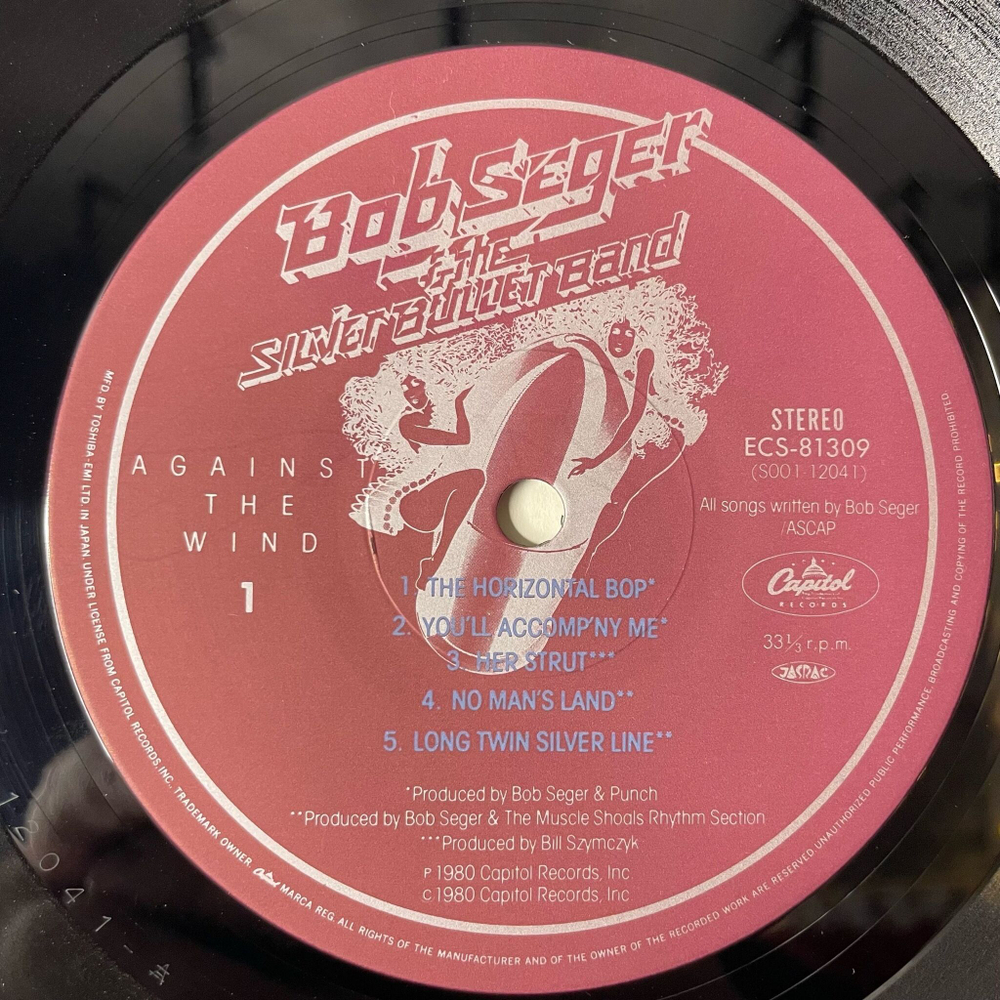 Bob Seger
& the
SILVER BULLET Band
AGAINST
THE
WIND
1
STEREO
ECS-81309
(S001-12041)
All songs written by Bob Seger
/ASCAP
Capitol
RECORDS
33⅓ r.p.m.
JASRAC
1. THE HORIZONTAL BOP*
2. YOU'LL ACCOMP'NY ME*
3. HER STRUT***
4. NO MAN'S LAND**
5. LONG TWIN SILVER LINE**
*Produced by Bob Seger & Punch
**Produced by Bob Seger & The Muscle Shoals Rhythm Section
***Produced by Bill Szymczyk
℗ 1980 Capitol Records, Inc.
© 1980 Capitol Records, Inc
MFD. BY TOSHIBA-EMI LTD. IN JAPAN. UNDER LICENSE FROM CAPITOL RECORDS, INC. TRADEMARK OWNER. Capitol MARCA REG. ALL RIGHTS OF THE MANUFACTURER AND OF THE OWNER OF THE RECORDED WORK ARE RESERVED. UNAUTHORIZED PUBLIC PERFORMANCE, BROADCASTING AND COPYING OF THE RECORD PROHIBITED.
12041-